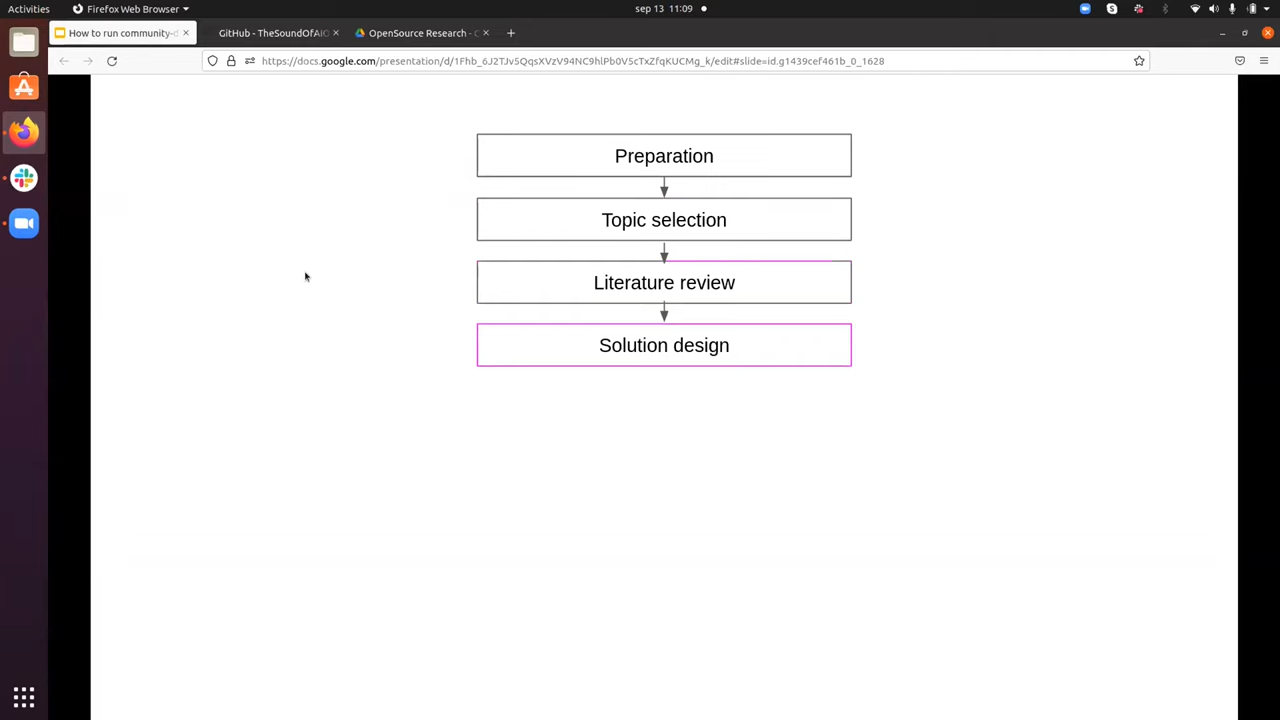 Activities
Firefox Web Browser
sep 13 11:09
How to run community-d
GitHub - TheSoundOfAIO
OpenSource Research - C
https://docs.google.com/presentation/d/1Fhb_6J2TJv5QqsXVzV94NC9hlPb0V5cTxZfqKUCMg_k/edit#slide=id.g1439cef461b_0_1628
Preparation
Topic selection
Literature review
Solution design